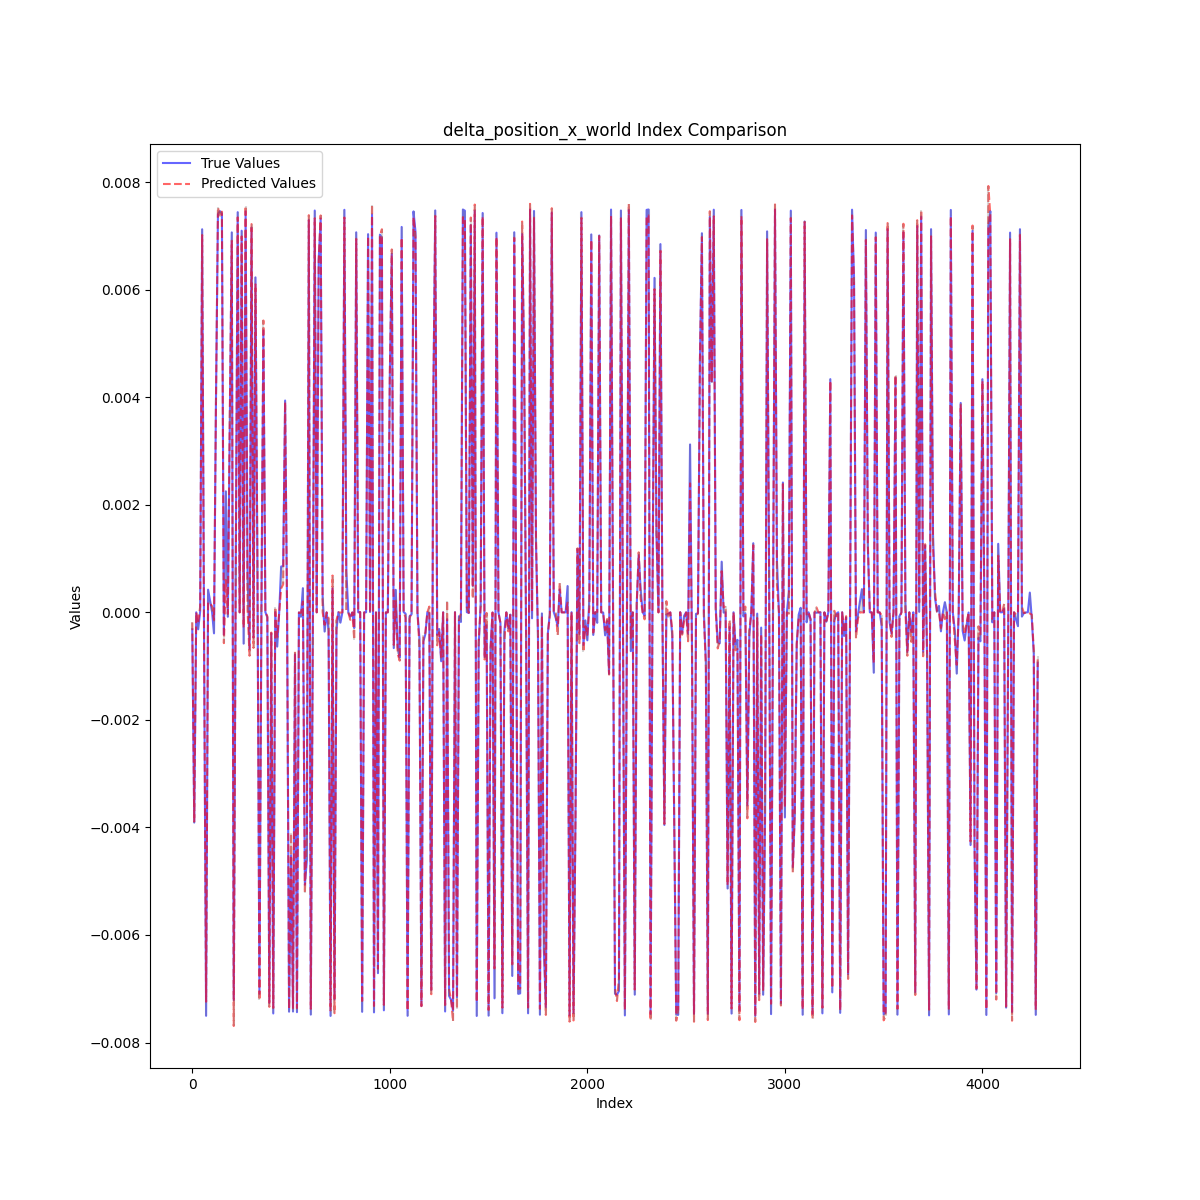 delta_position_x_world Index Comparison
True Values
Predicted Values
0.008
0.006
0.004
0.002
0.000
−0.002
−0.004
−0.006
−0.008
Values
0 1000 2000 3000 4000
Index